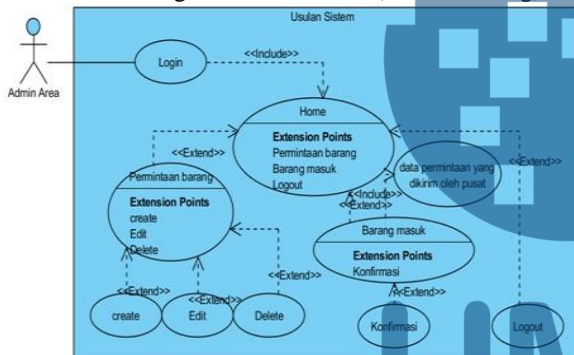 Usulan Sistem
Admin Area
Login
<<Include>>
Home
Extension Points
Permintaan barang
Barang masuk
Logout
<<Extend>>
Permintaan barang
Extension Points
create
Edit
Delete
data permintaan yang
dikirim oleh pusat
<<Extend>>
<<Include>>
<<Extend>>
Barang masuk
Extension Points
Konfirmasi
<<Extend>>
<<Extend>>
<<Extend>>
<<Extend>>
create
Edit
Delete
Konfirmasi
Logout